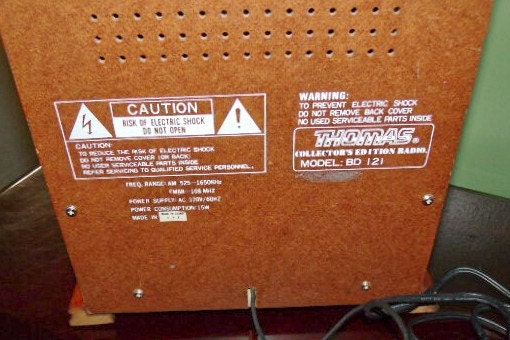 CAUTION
RISK OF ELECTRIC SHOCK
DO NOT OPEN
CAUTION:
TO REDUCE THE RISK OF ELECTRIC SHOCK
DO NOT REMOVE COVER (OR BACK)
NO USER SERVICEABLE PARTS INSIDE
REFER SERVICING TO QUALIFIED SERVICE PERSONNEL.
FREQ. RANGE: AM 525-1650KHz
FM88-108 MHZ
POWER SUPPLY: AC 120V/60HZ
POWER CONSUMPTION: 15W
MADE IN
WARNING:
TO PREVENT ELECTRIC SHOCK
DO NOT REMOVE BACK COVER
NO USED SERVICEABLE PARTS INSIDE
THOMAS®
COLLECTOR'S EDITION RADIO
MODEL: BD 121